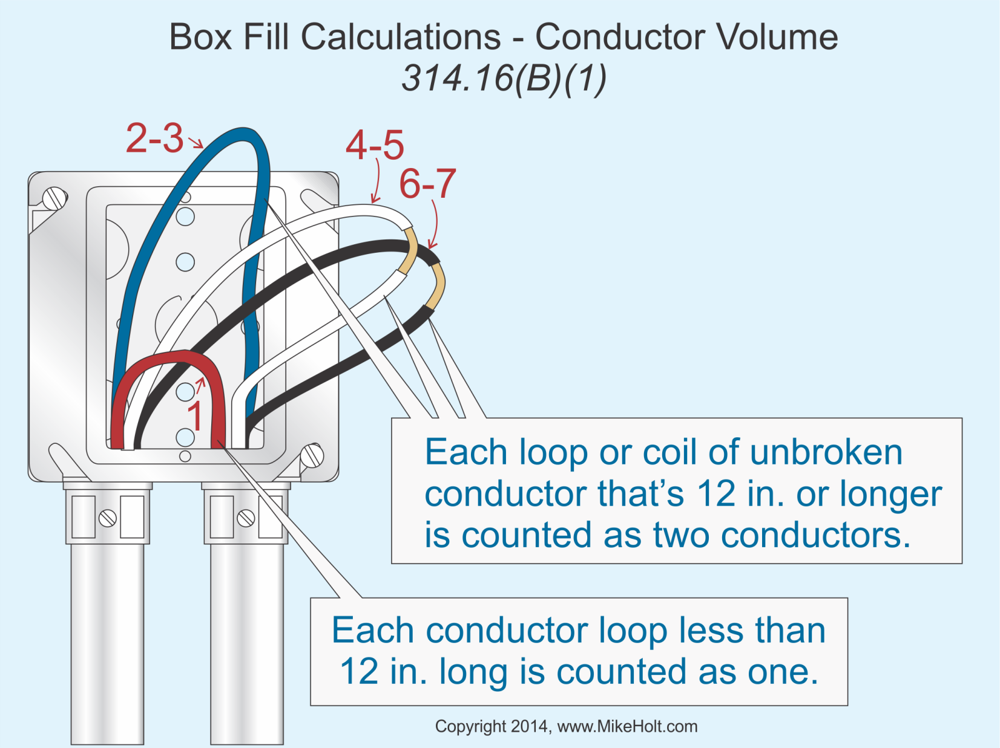 Box Fill Calculations - Conductor Volume
314.16(B)(1)
2-3
4-5
6-7
1
Each loop or coil of unbroken
conductor that’s 12 in. or longer
is counted as two conductors.
Each conductor loop less than
12 in. long is counted as one.
Copyright 2014, www.MikeHolt.com